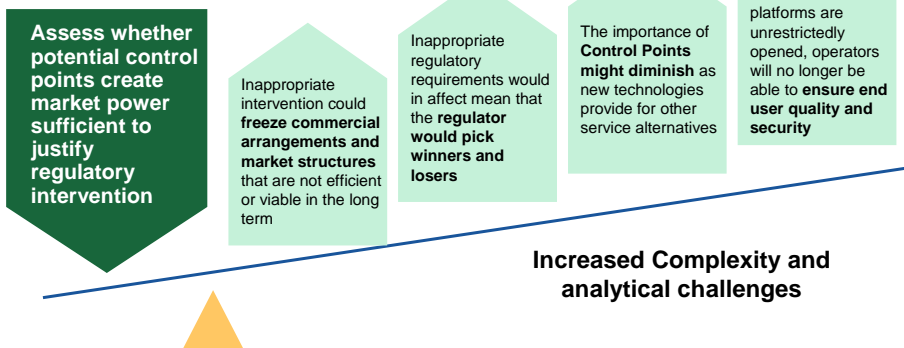 Assess whether
potential control
points create
market power
sufficient to
justify
regulatory
intervention
Inappropriate
intervention could
freeze commercial
arrangements and
market structures
that are not efficient
or viable in the long
term
Inappropriate
regulatory
requirements would
in affect mean that
the regulator
would pick
winners and
losers
The importance of
Control Points
might diminish as
new technologies
provide for other
service alternatives
platforms are
unrestrictedly
opened, operators
will no longer be
able to ensure end
user quality and
security
Increased Complexity and
analytical challenges